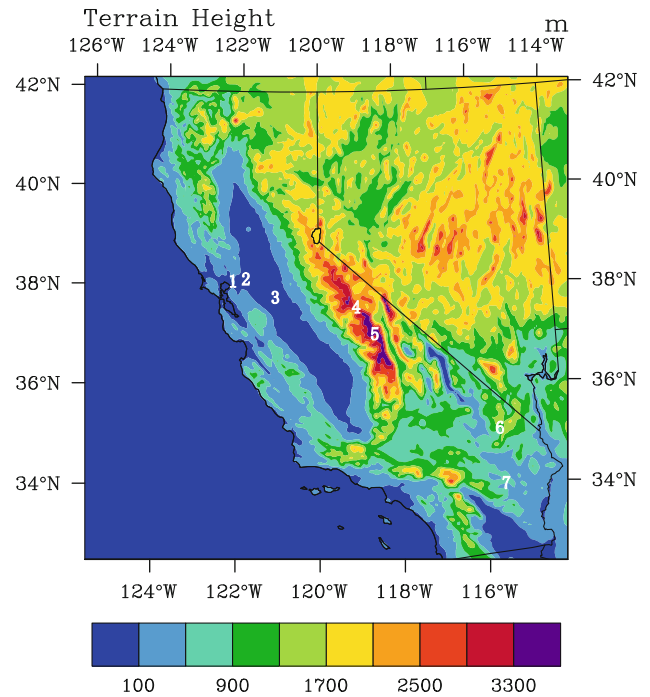 Terrain Height
m
126°W 124°W 122°W 120°W 118°W 116°W 114°W
42°N 42°N
40°N 40°N
38°N 38°N
1 2
3
4
5
36°N 36°N
6
34°N 34°N
7
124°W 122°W 120°W 118°W 116°W
100 900 1700 2500 3300